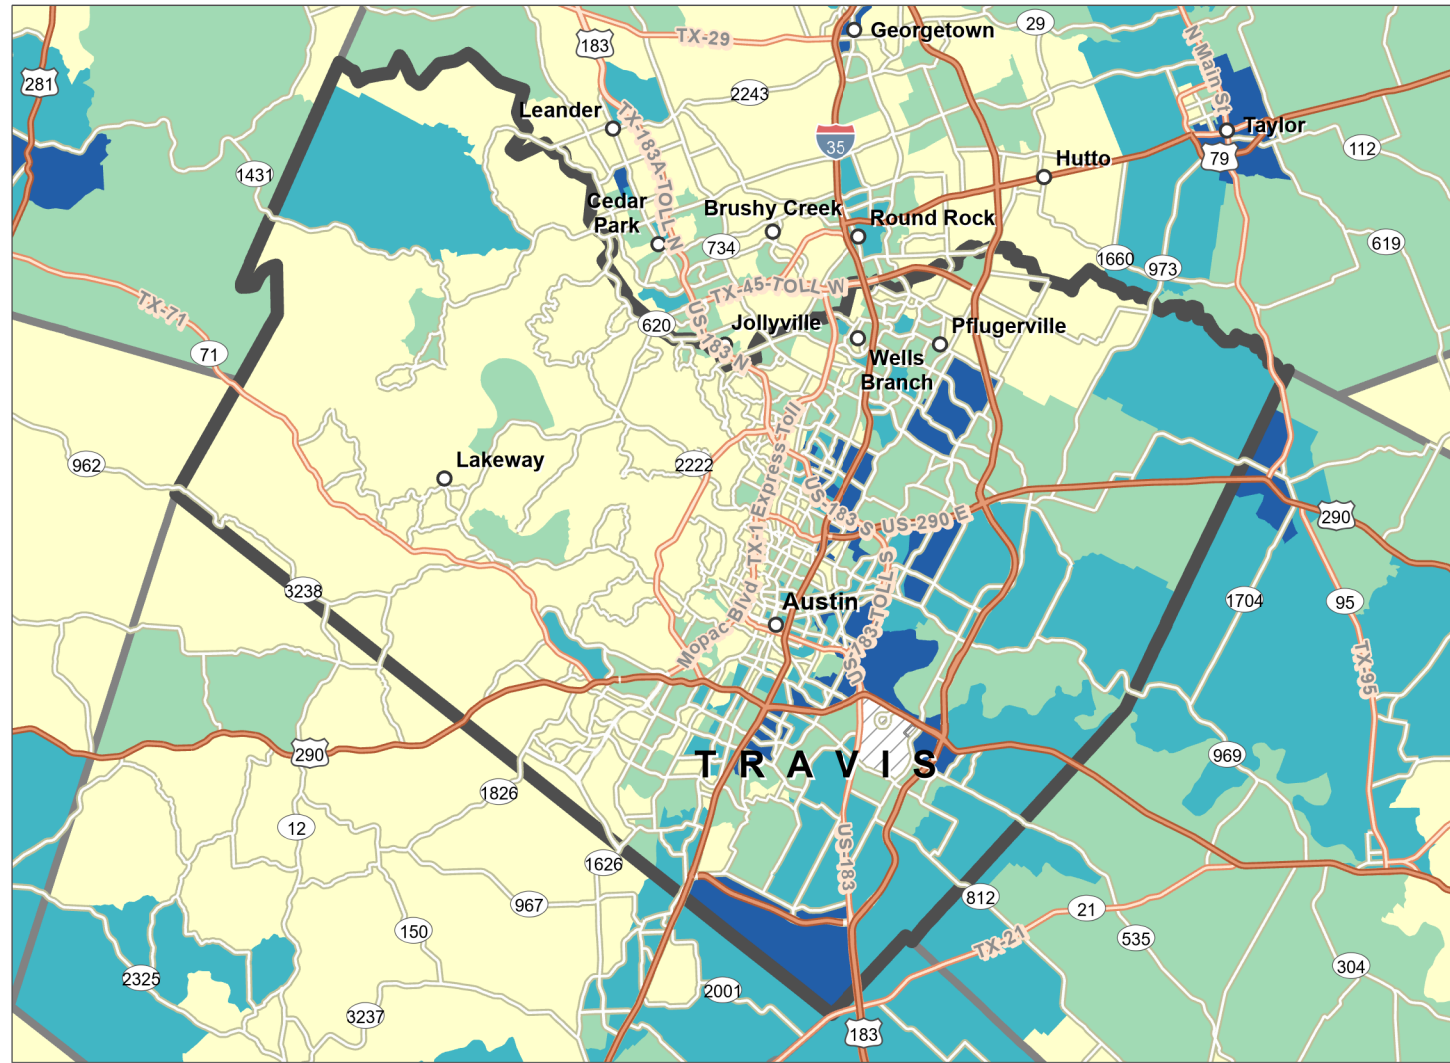 Georgetown
29
183
TX-29
N Main St
281
2243
Leander
TX-183A-TOLL N
35
Taylor
112
Hutto
79
1431
Cedar
Park
Brushy Creek
Round Rock
734
619
1660
973
TX-45-TOLL W
TX-71
620
US-183 N
Jollyville
Pflugerville
71
Wells
Branch
962
Lakeway
2222
Mopac Blvd
TX-1 Express Toll
US-183 S
US-290 E
290
3238
Austin
US-183-TOLL S
1704
95
TX-95
290
TRAVIS
969
1826
12
US-183
1626
967
812
21
150
TX-21
535
2325
304
2001
3237
183